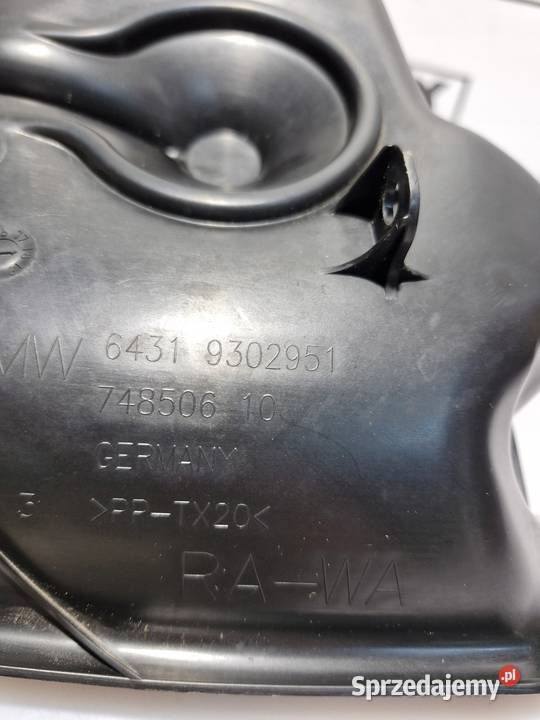 MW 6431 9302951
748506 10
GERMANY
3 >PP-TX20<
RA-WA
Sprzedajemy.pl